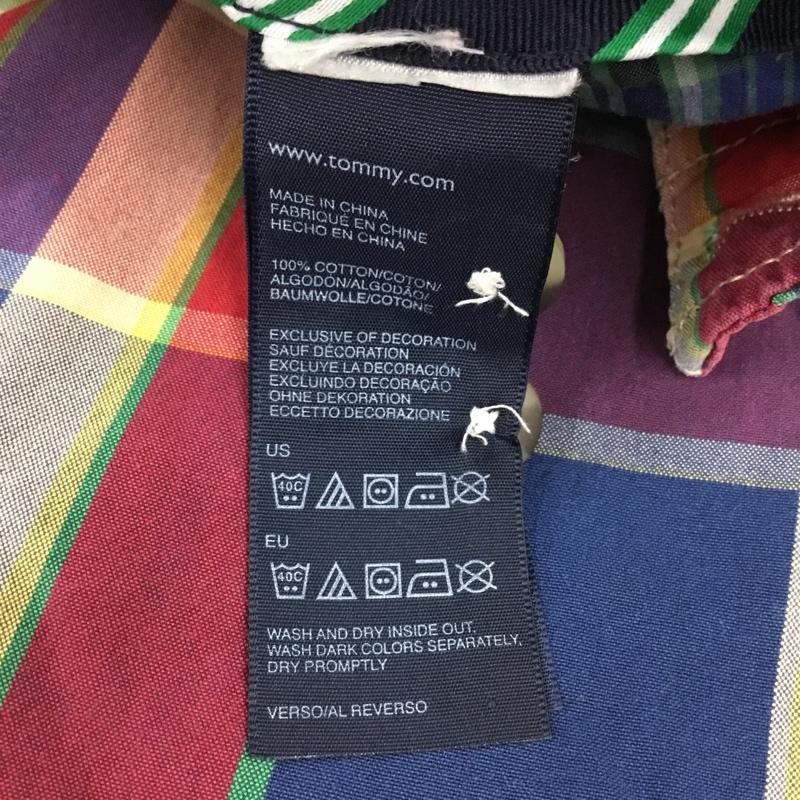 www.tommy.com
MADE IN CHINA
FABRIQUÉ EN CHINE
HECHO EN CHINA
100% COTTON/COTON/
ALGODÓN/ALGODÃO/
BAUMWOLLE/COTONE
EXCLUSIVE OF DECORATION
SAUF DÉCORATION
EXCLUYE LA DECORACIÓN
EXCLUINDO DECORAÇÃO
OHNE DEKORATION
ECCETTO DECORAZIONE
US
40C
EU
40C
WASH AND DRY INSIDE OUT.
WASH DARK COLORS SEPARATELY,
DRY PROMPTLY
VERSO/AL REVERSO